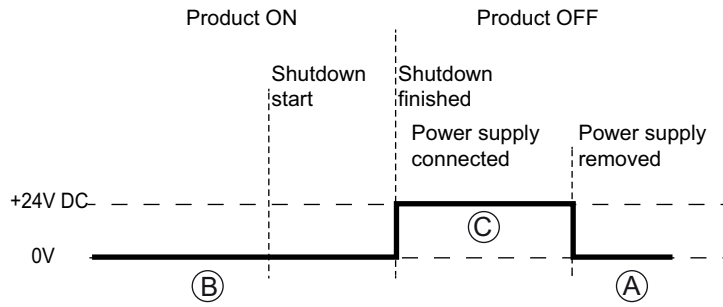 Product ON
Product OFF
Shutdown
start
Shutdown
finished
Power supply
connected
Power supply
removed
+24V DC
C
0V
B
A